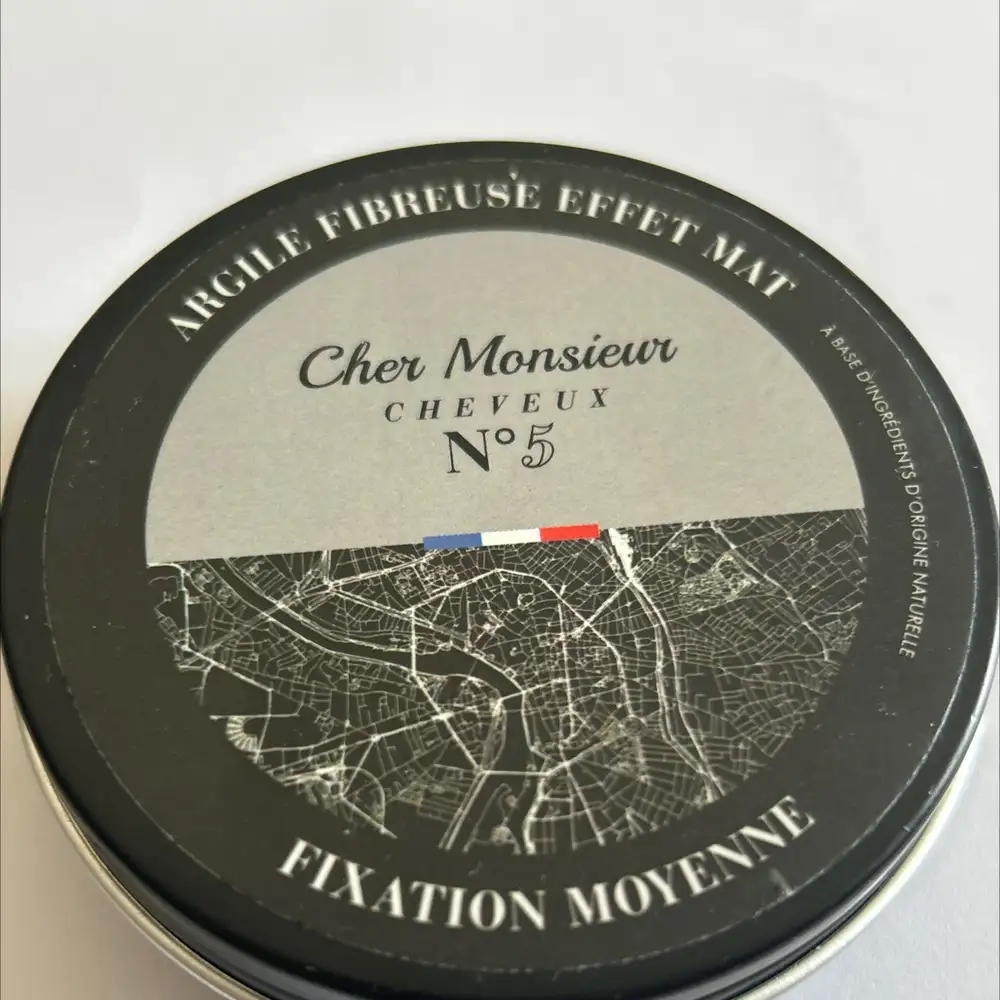 ARGILE FIBREUSE EFFET MAT
Cher Monsieur
CHEVEUX
N°5
À BASE D'INGRÉDIENTS D'ORIGINE NATURELLE
FIXATION MOYENNE